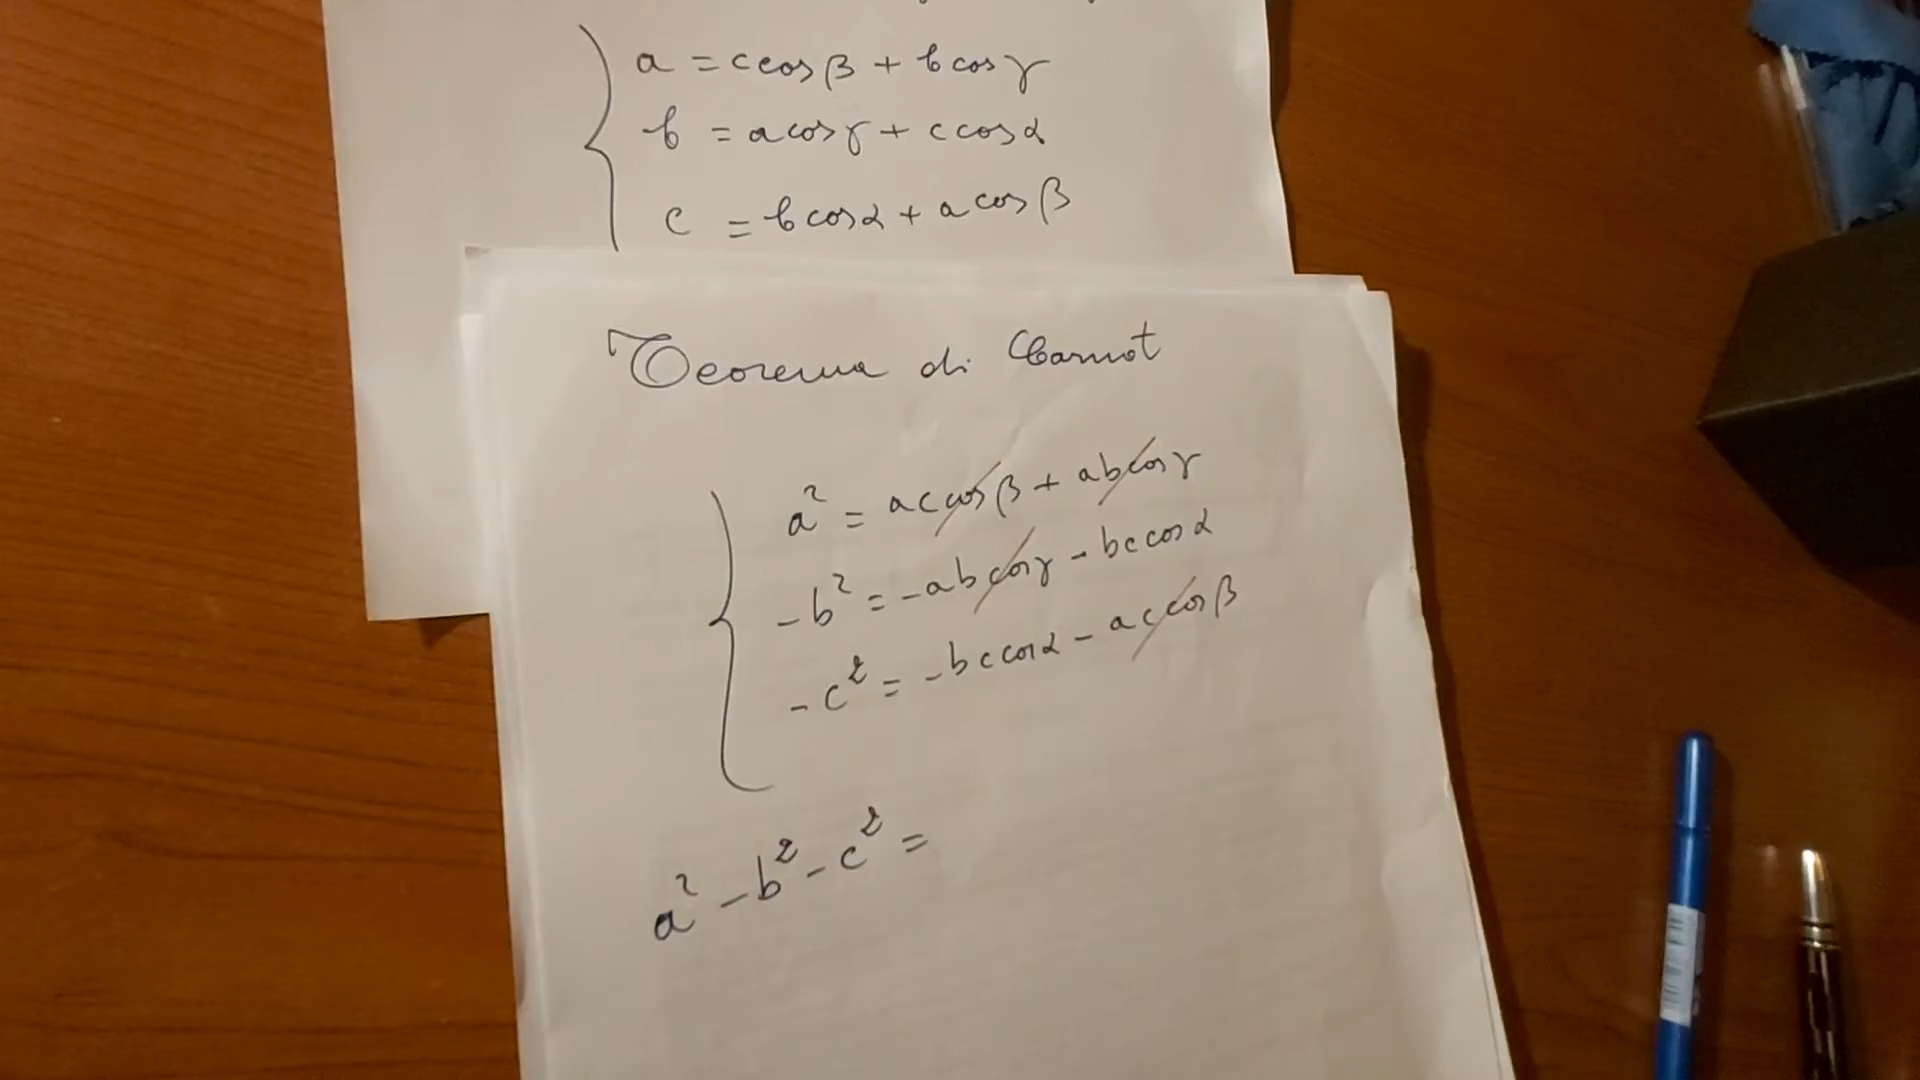 a = c cos β + b cos γ
b = a cos γ + c cos α
c = b cos α + a cos β
Teorema di Carnot
a² = ac cos β + ab cos γ
-b² = -ab cos γ - bc cos α
-c² = -bc cos α - ac cos β
a² - b² - c² =